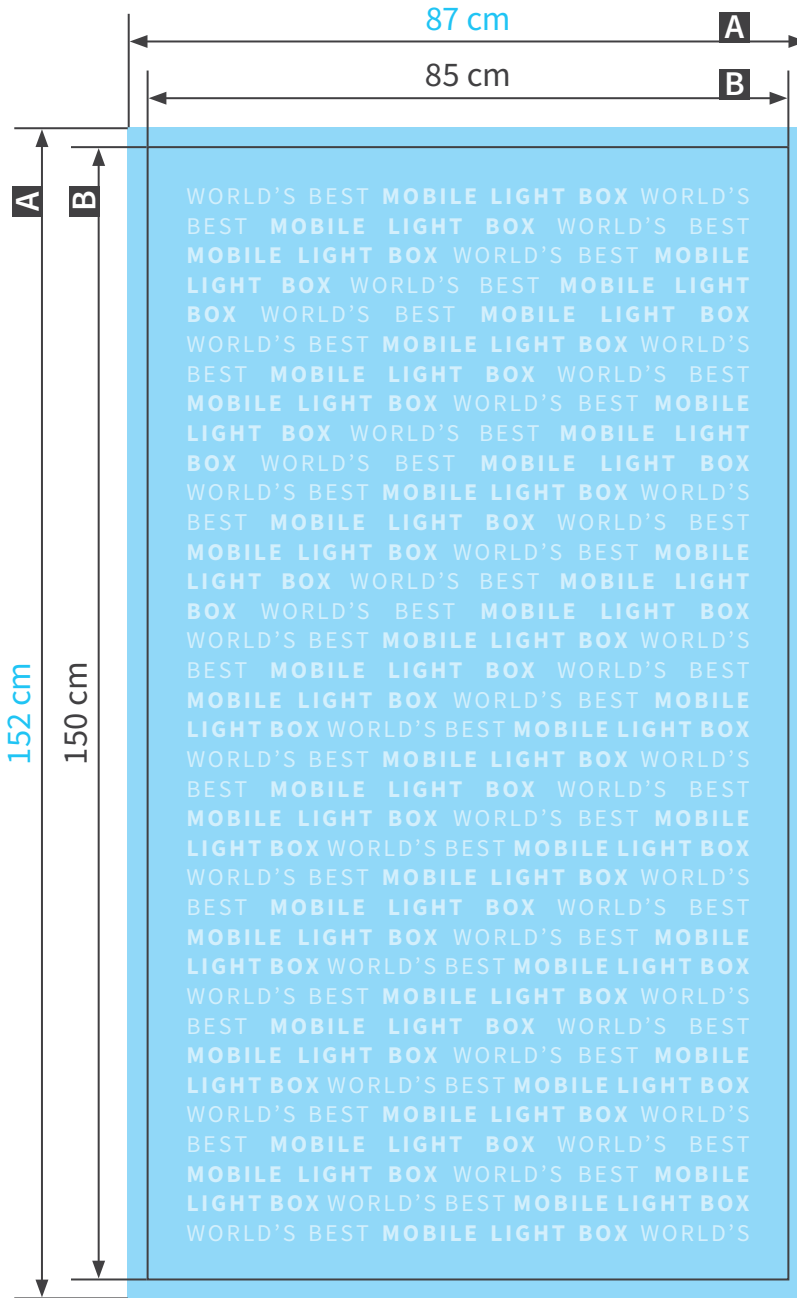 87 cm
A
85 cm
B
A
B
152 cm
150 cm
WORLD’S BEST MOBILE LIGHT BOX WORLD’S
BEST MOBILE LIGHT BOX WORLD’S BEST
MOBILE LIGHT BOX WORLD’S BEST MOBILE
LIGHT BOX WORLD’S BEST MOBILE LIGHT
BOX WORLD’S BEST MOBILE LIGHT BOX
WORLD’S BEST MOBILE LIGHT BOX WORLD’S
BEST MOBILE LIGHT BOX WORLD’S BEST
MOBILE LIGHT BOX WORLD’S BEST MOBILE
LIGHT BOX WORLD’S BEST MOBILE LIGHT
BOX WORLD’S BEST MOBILE LIGHT BOX
WORLD’S BEST MOBILE LIGHT BOX WORLD’S
BEST MOBILE LIGHT BOX WORLD’S BEST
MOBILE LIGHT BOX WORLD’S BEST MOBILE
LIGHT BOX WORLD’S BEST MOBILE LIGHT
BOX WORLD’S BEST MOBILE LIGHT BOX
WORLD’S BEST MOBILE LIGHT BOX WORLD’S
BEST MOBILE LIGHT BOX WORLD’S BEST
MOBILE LIGHT BOX WORLD’S BEST MOBILE
LIGHT BOX WORLD’S BEST MOBILE LIGHT BOX
WORLD’S BEST MOBILE LIGHT BOX WORLD’S
BEST MOBILE LIGHT BOX WORLD’S BEST
MOBILE LIGHT BOX WORLD’S BEST MOBILE
LIGHT BOX WORLD’S BEST MOBILE LIGHT BOX
WORLD’S BEST MOBILE LIGHT BOX WORLD’S
BEST MOBILE LIGHT BOX WORLD’S BEST
MOBILE LIGHT BOX WORLD’S BEST MOBILE
LIGHT BOX WORLD’S BEST MOBILE LIGHT BOX
WORLD’S BEST MOBILE LIGHT BOX WORLD’S
BEST MOBILE LIGHT BOX WORLD’S BEST
MOBILE LIGHT BOX WORLD’S BEST MOBILE
LIGHT BOX WORLD’S BEST MOBILE LIGHT BOX
WORLD’S BEST MOBILE LIGHT BOX WORLD’S
BEST MOBILE LIGHT BOX WORLD’S BEST
MOBILE LIGHT BOX WORLD’S BEST MOBILE
LIGHT BOX WORLD’S BEST MOBILE LIGHT BOX
WORLD’S BEST MOBILE LIGHT BOX WORLD’S